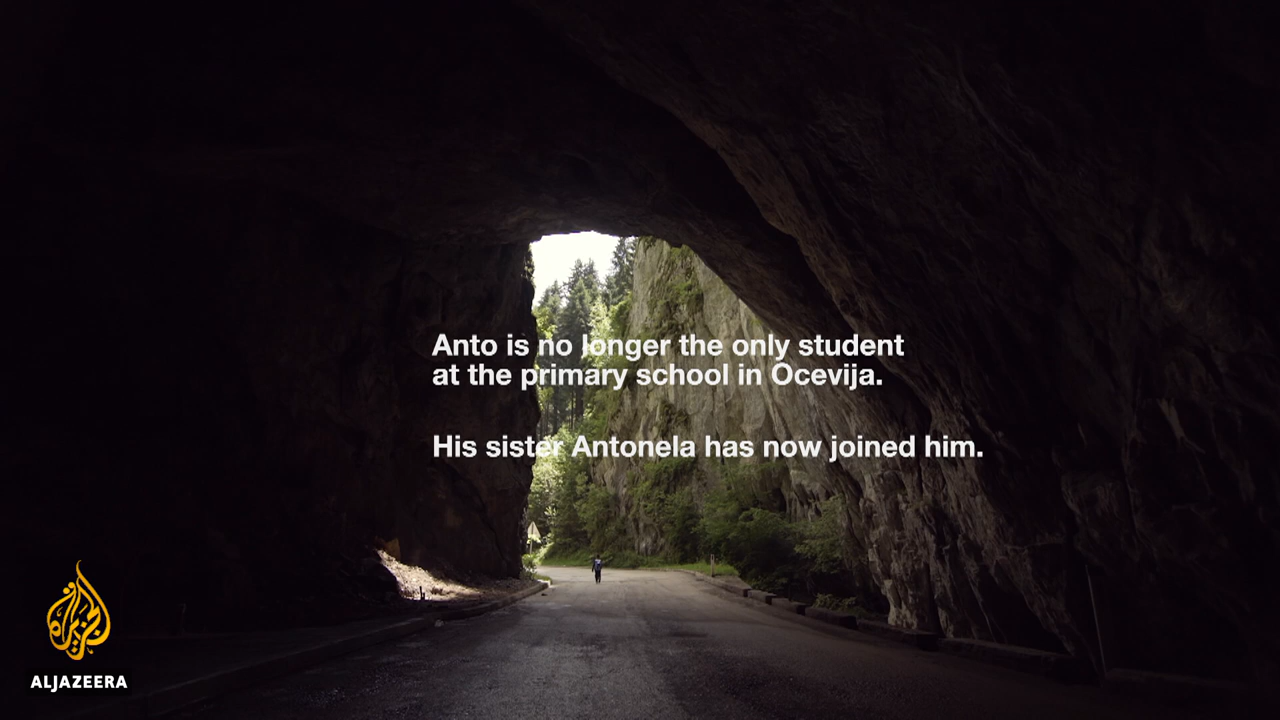 Anto is no longer the only student
at the primary school in Ocevija.
His sister Antonela has now joined him.
ALJAZEERA